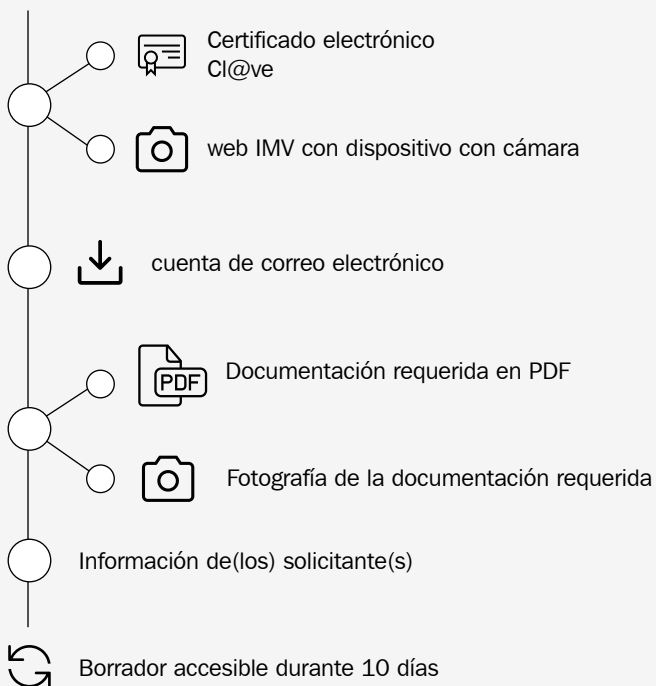 Certificado electrónico
Cl@ve
web IMV con dispositivo con cámara
cuenta de correo electrónico
PDF
Documentación requerida en PDF
Fotografía de la documentación requerida
Información de(los) solicitante(s)
Borrador accesible durante 10 días